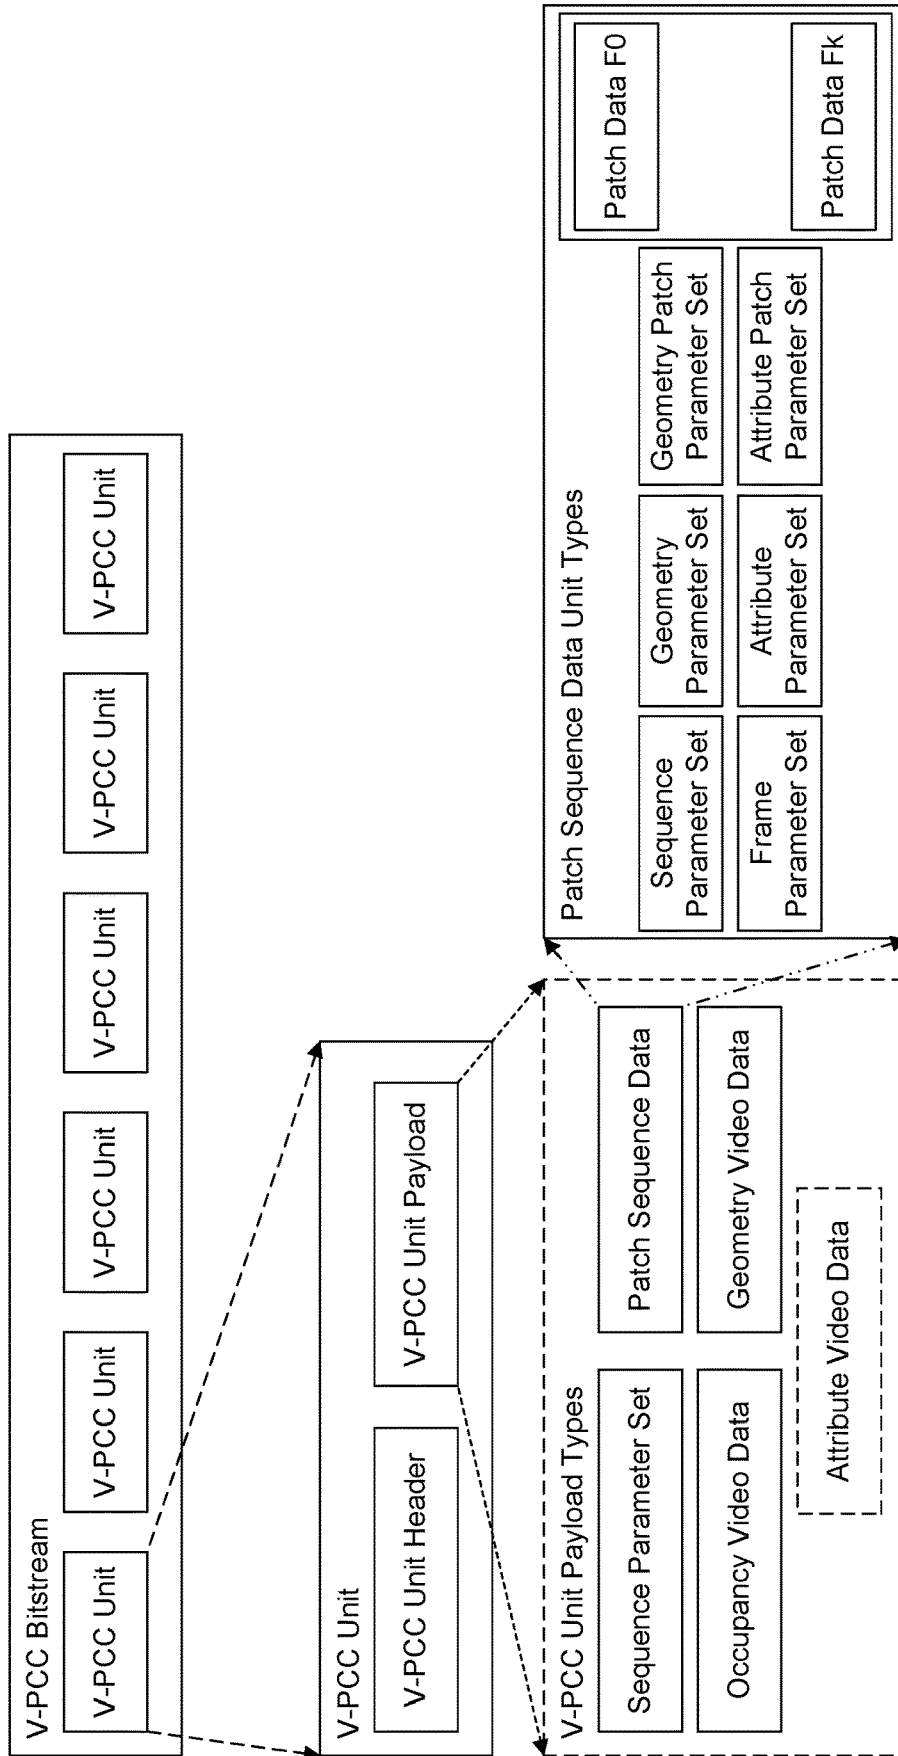 V-PCC Bitstream
V-PCC Unit
V-PCC Unit
V-PCC Unit
V-PCC Unit
V-PCC Unit
V-PCC Unit
V-PCC Unit
V-PCC Unit Header
V-PCC Unit Payload
V-PCC Unit Payload Types
Sequence Parameter Set
Patch Sequence Data
Occupancy Video Data
Geometry Video Data
Attribute Video Data
Patch Sequence Data Unit Types
Sequence
Parameter Set
Geometry
Parameter Set
Geometry Patch
Parameter Set
Frame
Parameter Set
Attribute
Parameter Set
Attribute Patch
Parameter Set
Patch Data F0
Patch Data Fk